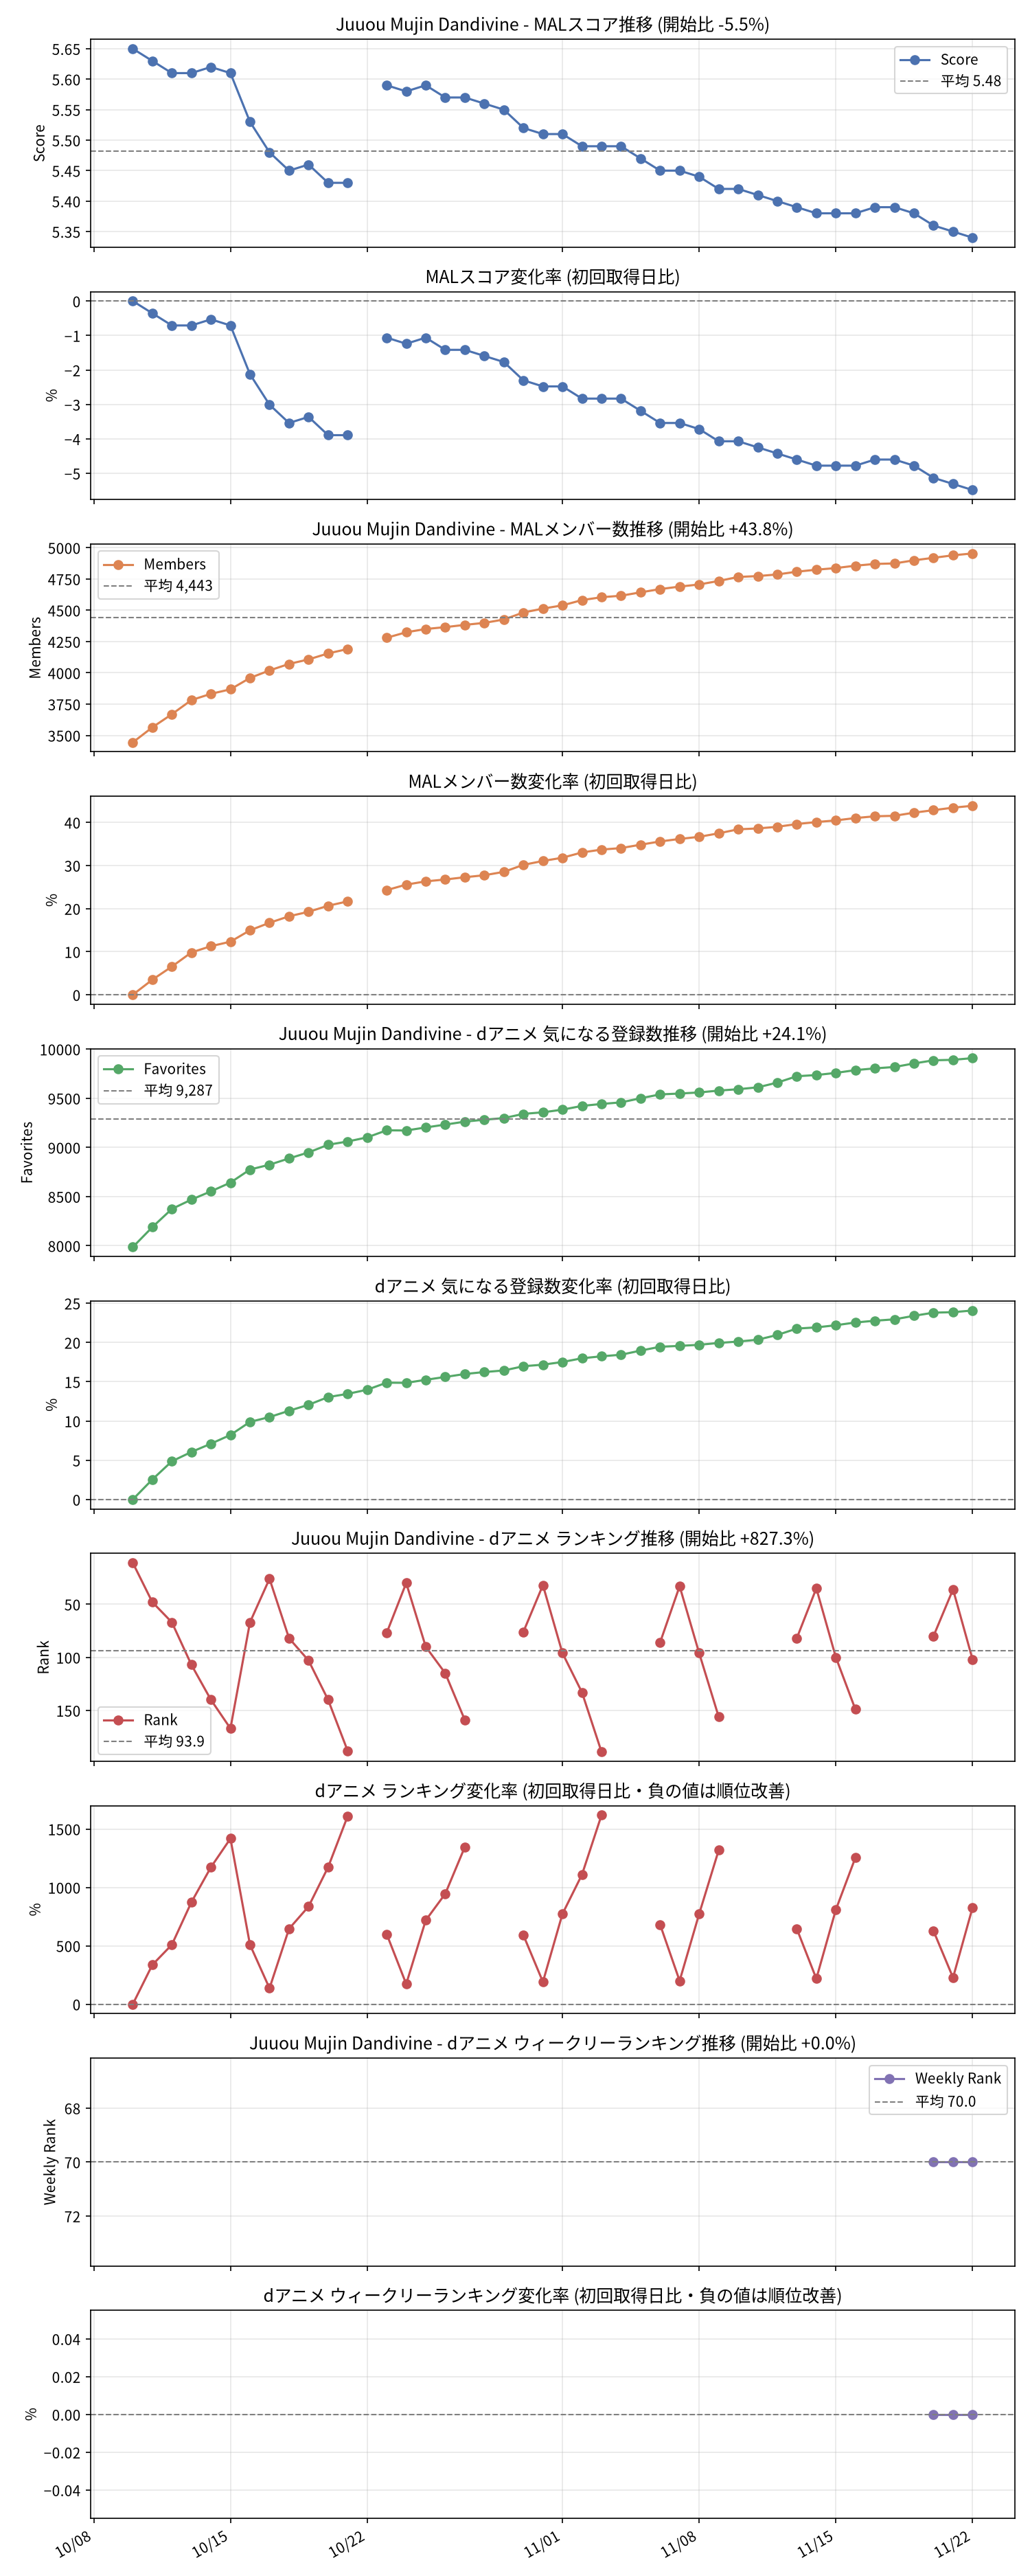 Juuou Mujin Dandivine - MALスコア推移 (開始比 -5.5%)
Score
5.65
5.60
5.55
5.50
5.45
5.40
5.35
Score
平均 5.48
MALスコア変化率 (初回取得日比)
%
0
−1
−2
−3
−4
−5
Juuou Mujin Dandivine - MALメンバー数推移 (開始比 +43.8%)
Members
5000
4750
4500
4250
4000
3750
3500
Members
平均 4,443
MALメンバー数変化率 (初回取得日比)
%
40
30
20
10
0
Juuou Mujin Dandivine - dアニメ 気になる登録数推移 (開始比 +24.1%)
Favorites
10000
9500
9000
8500
8000
Favorites
平均 9,287
dアニメ 気になる登録数変化率 (初回取得日比)
%
25
20
15
10
5
0
Juuou Mujin Dandivine - dアニメ ランキング推移 (開始比 +827.3%)
Rank
50
100
150
Rank
平均 93.9
dアニメ ランキング変化率 (初回取得日比・負の値は順位改善)
%
1500
1000
500
0
Juuou Mujin Dandivine - dアニメ ウィークリーランキング推移 (開始比 +0.0%)
Weekly Rank
68
70
72
Weekly Rank
平均 70.0
dアニメ ウィークリーランキング変化率 (初回取得日比・負の値は順位改善)
%
0.04
0.02
0.00
−0.02
−0.04
10/08
10/15
10/22
11/01
11/08
11/15
11/22